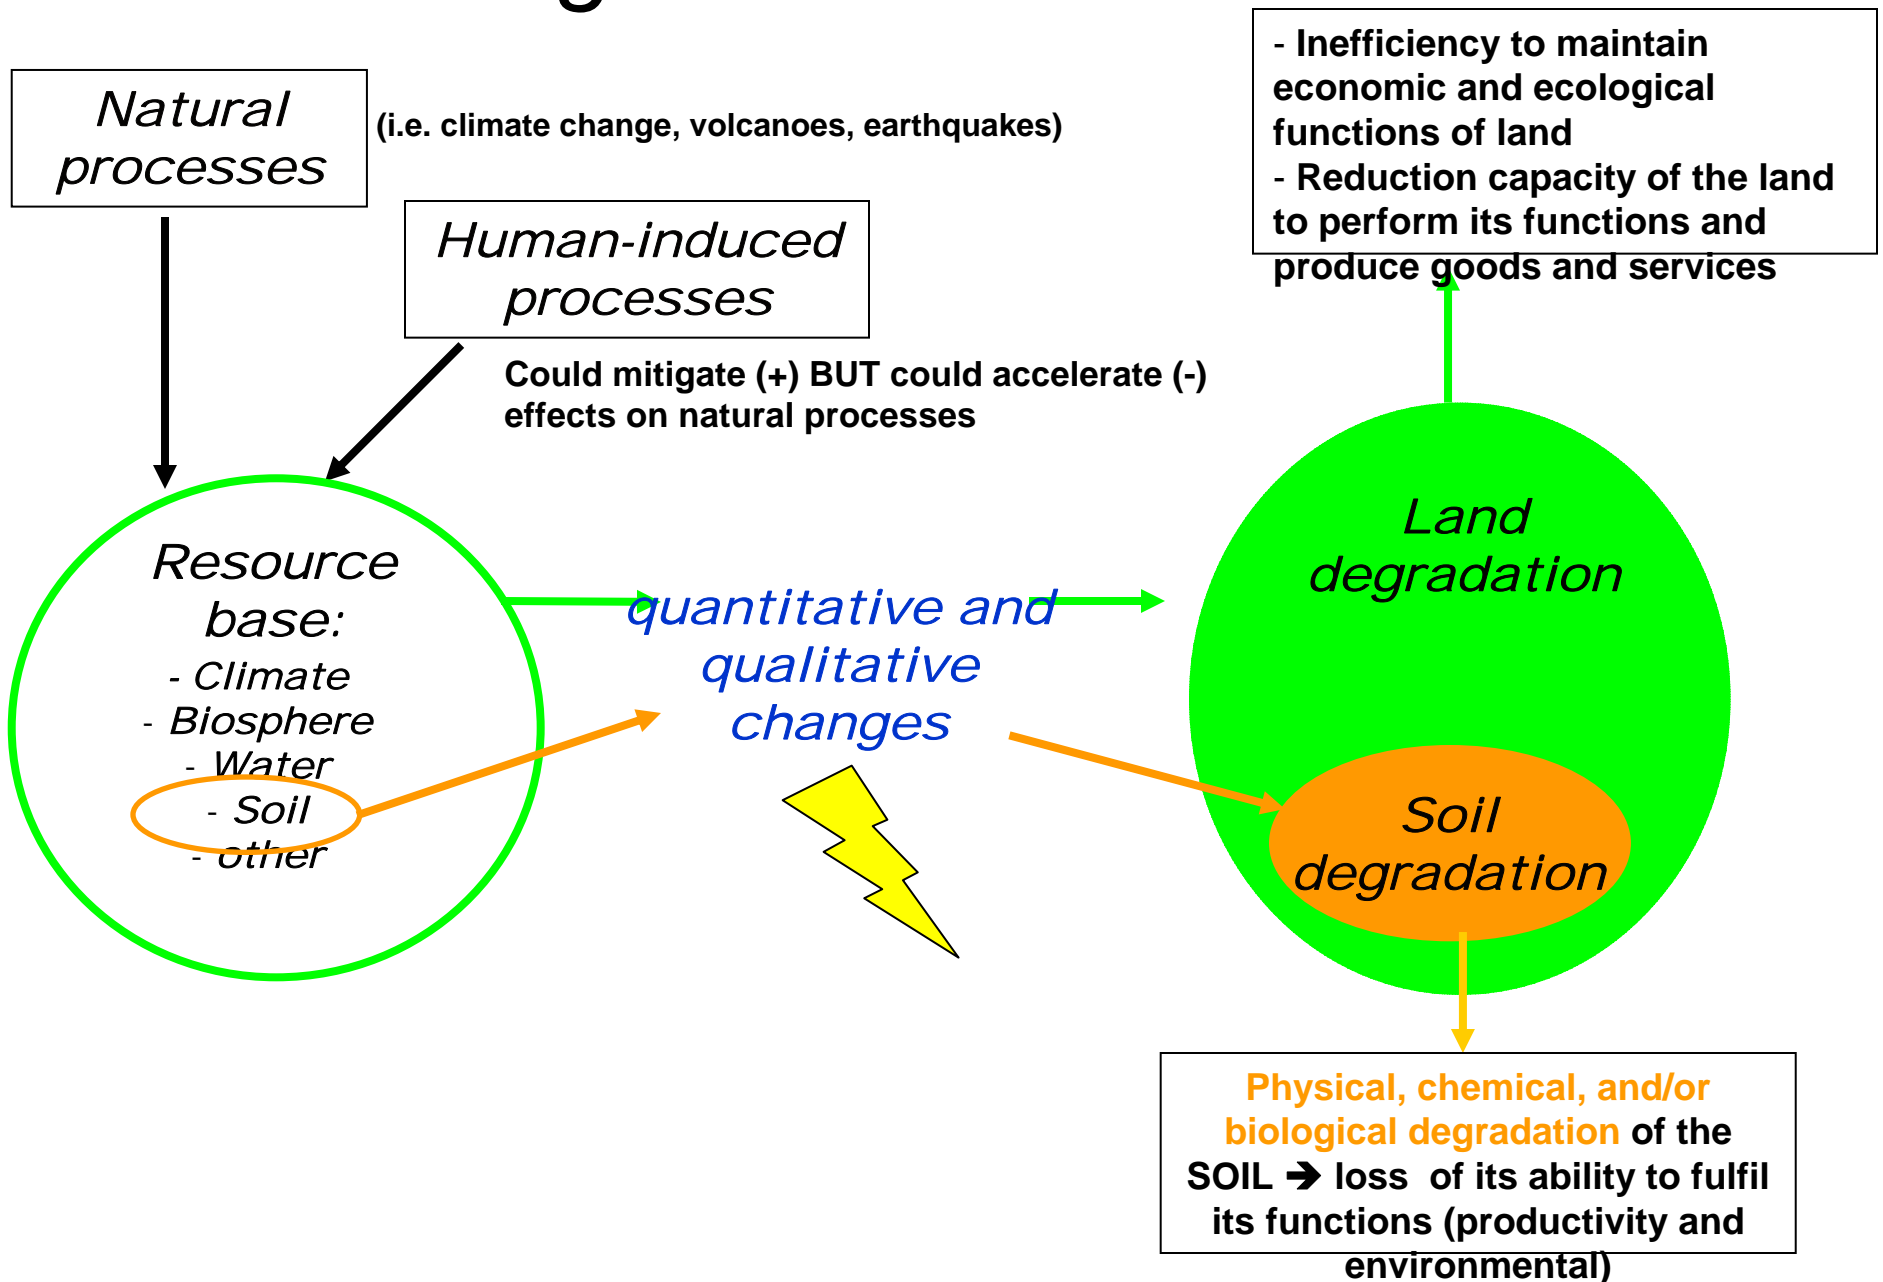 Natural
processes
(i.e. climate change, volcanoes, earthquakes)
Human-induced
processes
Could mitigate (+) BUT could accelerate (-)
effects on natural processes
- Inefficiency to maintain
economic and ecological
functions of land
- Reduction capacity of the land
to perform its functions and
produce goods and services
Resource
base:
- Climate
- Biosphere
- Water
- Soil
- other
quantitative and
qualitative
changes
Land
degradation
Soil
degradation
Physical, chemical, and/or
biological degradation of the
SOIL ➔ loss of its ability to fulfil
its functions (productivity and
environmental)